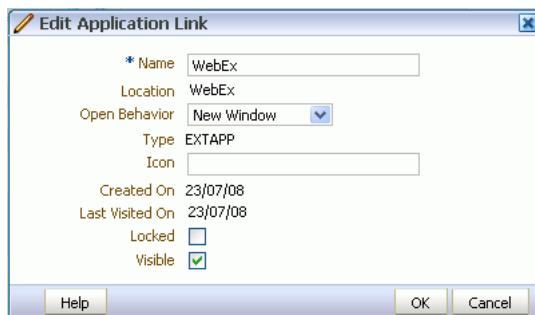 Edit Application Link
* Name WebEx
Location WebEx
Open Behavior New Window
Type EXTAPP
Icon
Created On 23/07/08
Last Visited On 23/07/08
Locked
Visible
Help OK Cancel